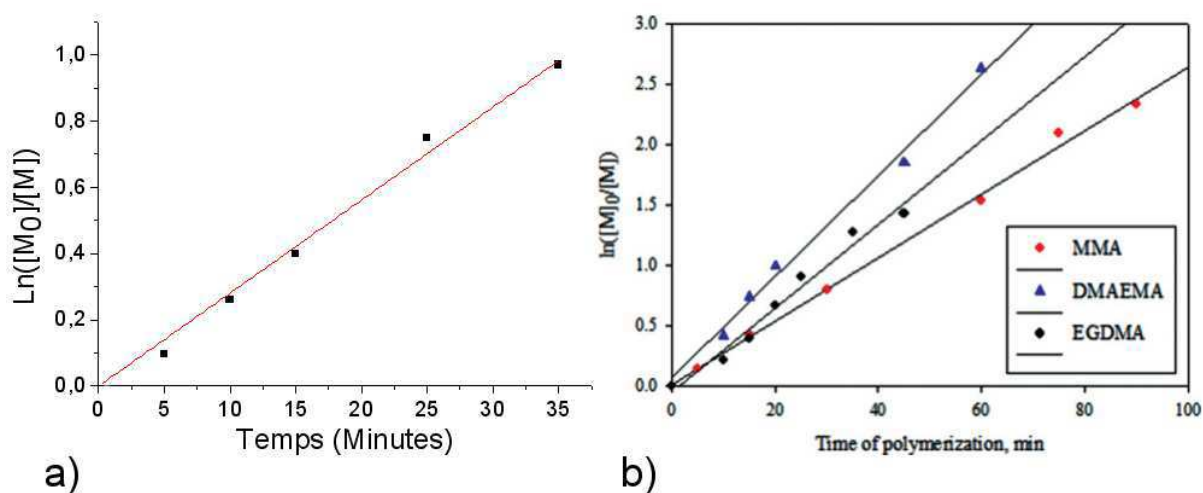 1,0
0,8
0,6
0,4
0,2
0,0
Ln([M0]/[M])
0 5 10 15 20 25 30 35
Temps (Minutes)
a)
3.0
2.5
2.0
1.5
1.0
0.5
0.0
ln([M]0/[M])
MMA
DMAEMA
EGDMA
0 20 40 60 80 100
Time of polymerization, min
b)